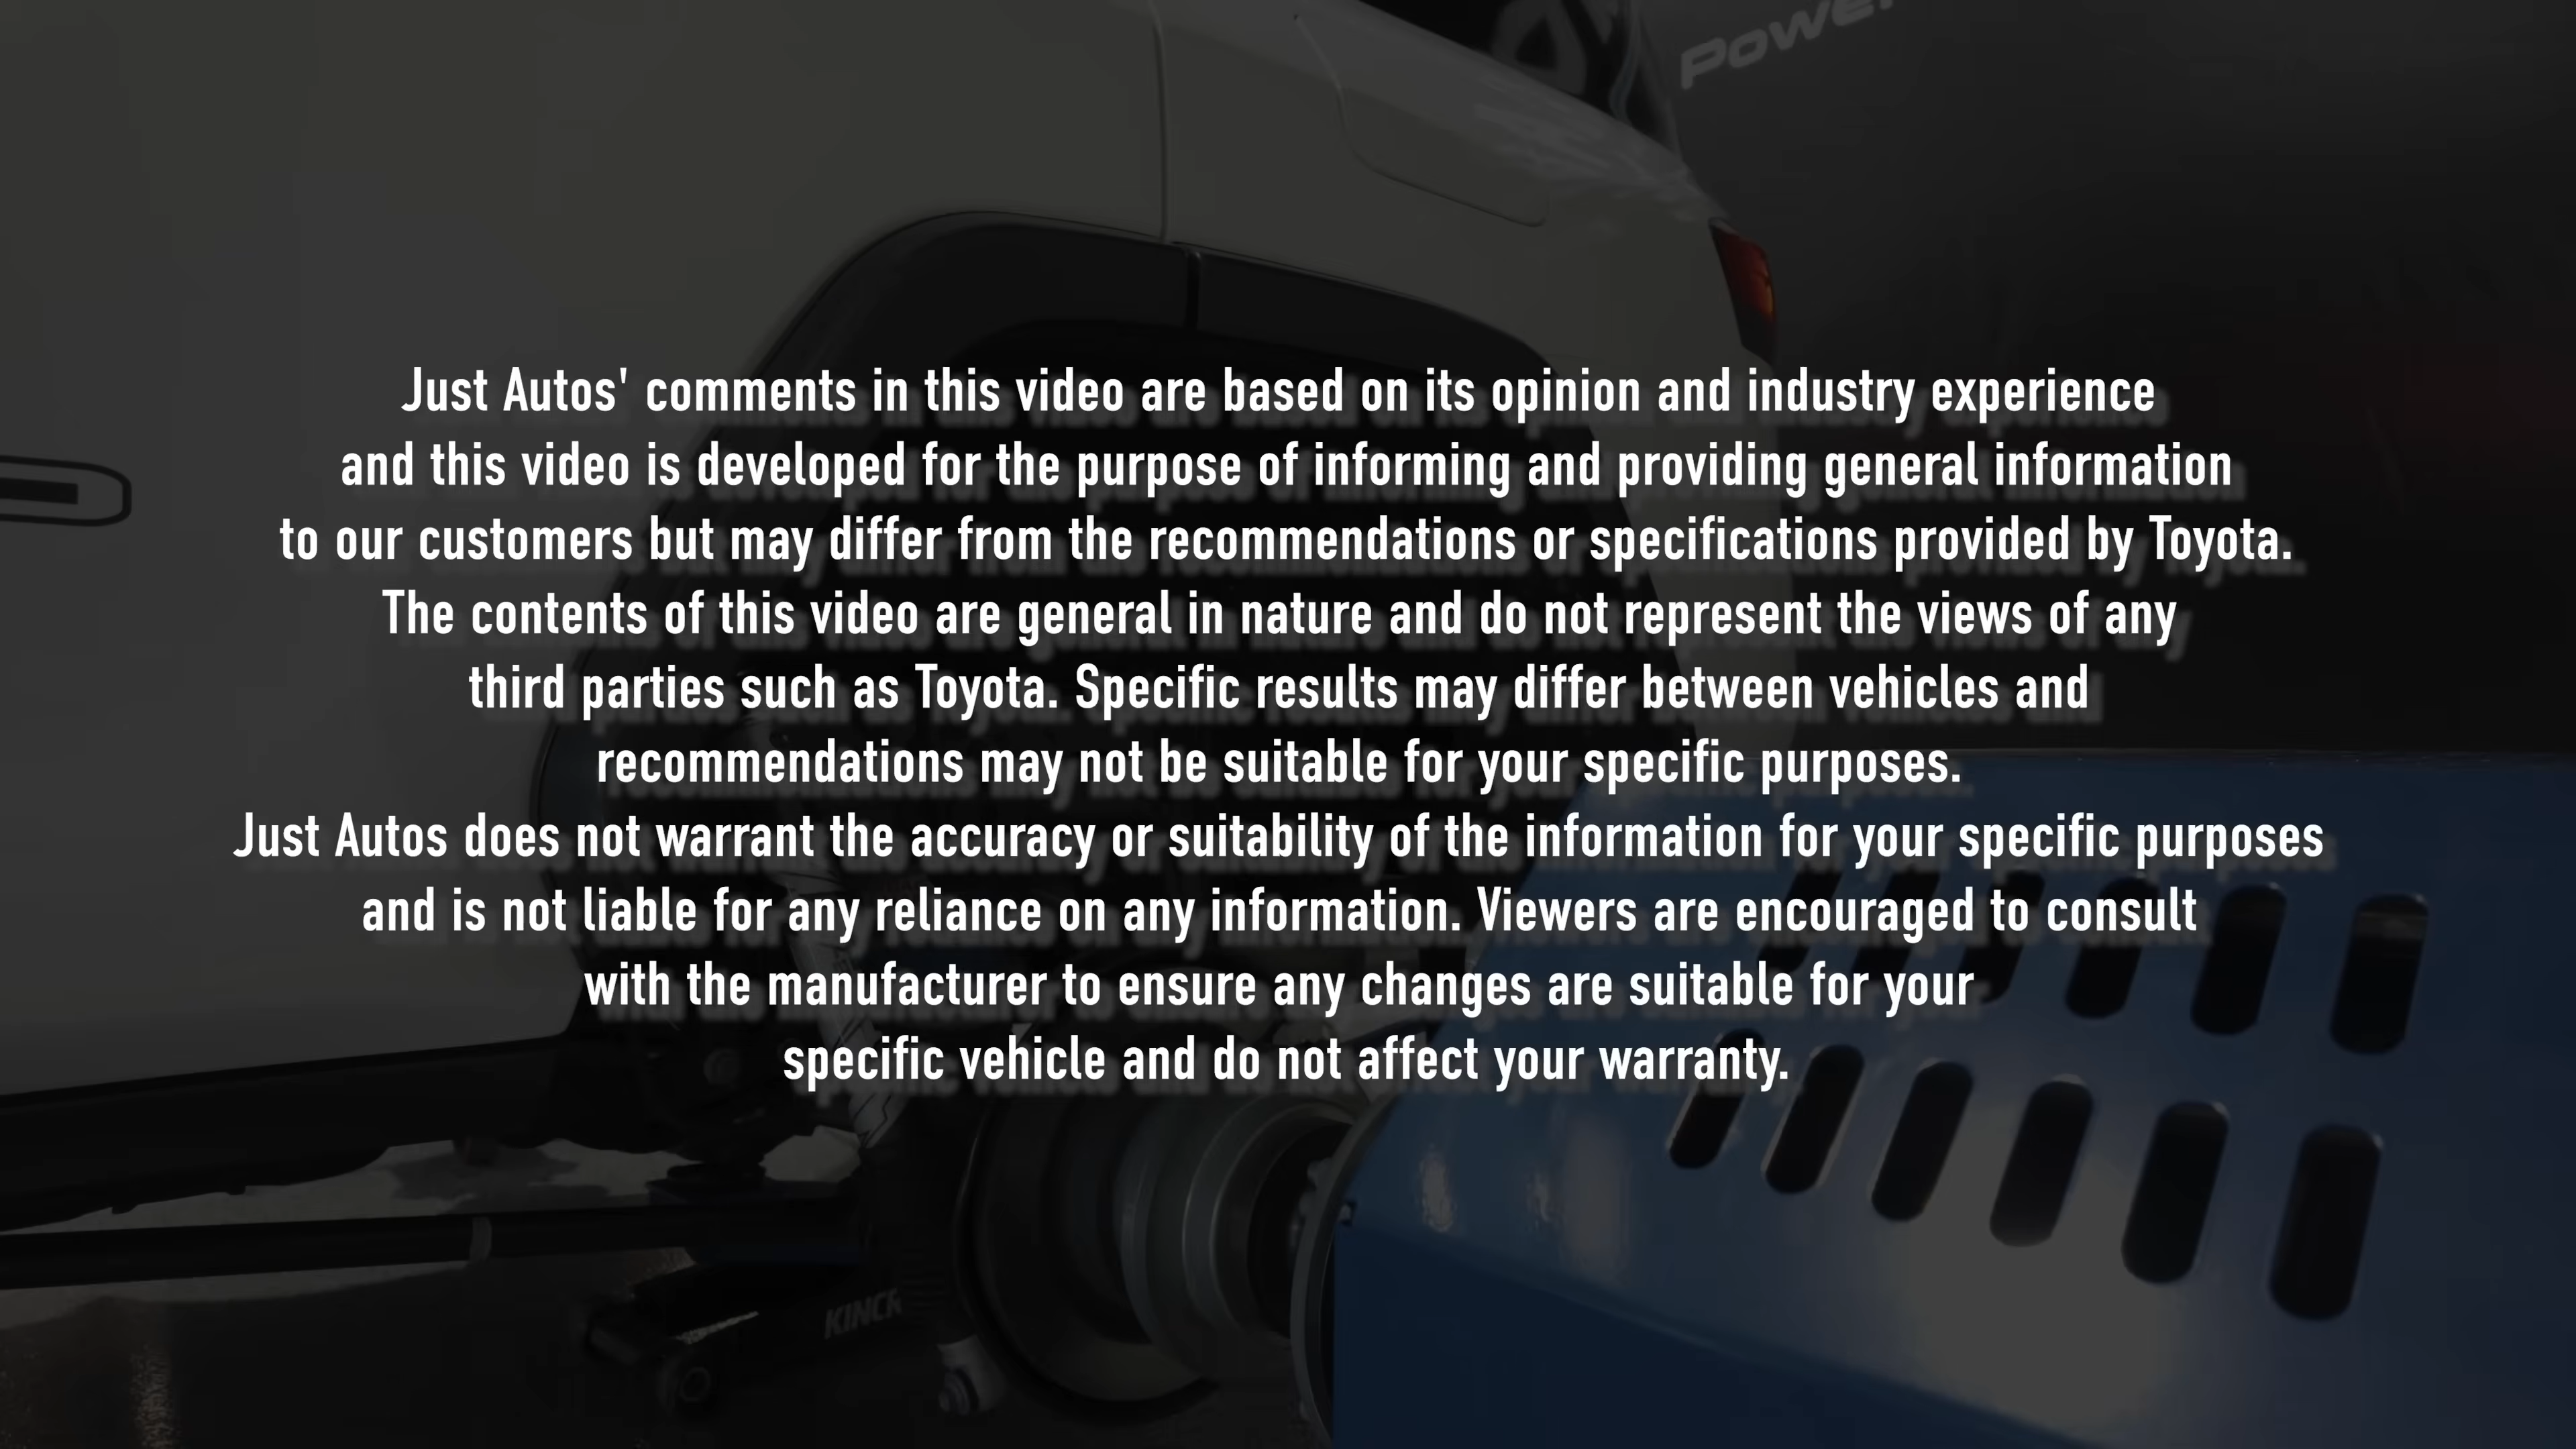 Power
Just Autos' comments in this video are based on its opinion and industry experience
and this video is developed for the purpose of informing and providing general information
to our customers but may differ from the recommendations or specifications provided by Toyota.
The contents of this video are general in nature and do not represent the views of any
third parties such as Toyota. Specific results may differ between vehicles and
recommendations may not be suitable for your specific purposes.
Just Autos does not warrant the accuracy or suitability of the information for your specific purposes
and is not liable for any reliance on any information. Viewers are encouraged to consult
with the manufacturer to ensure any changes are suitable for your
specific vehicle and do not affect your warranty.
KINCR